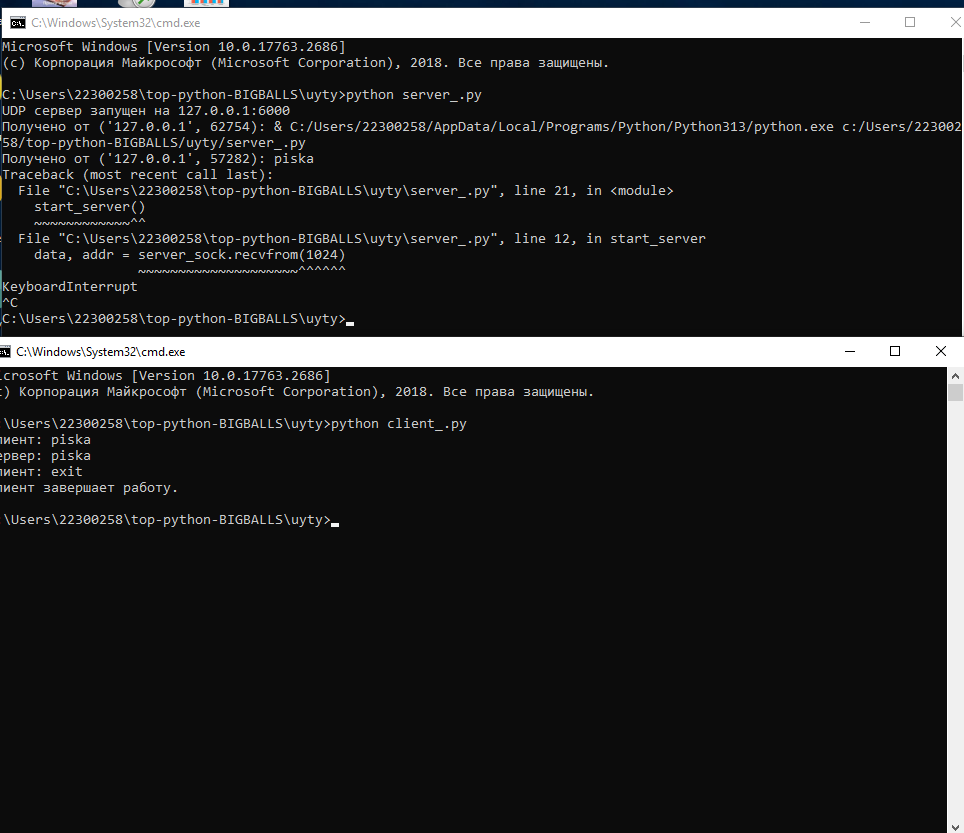 C:\Windows\System32\cmd.exe
Microsoft Windows [Version 10.0.17763.2686]
(c) Корпорация Майкрософт (Microsoft Corporation), 2018. Все права защищены.
C:\Users\22300258\top-python-BIGBALLS\uyty>python server_.py
UDP сервер запущен на 127.0.0.1:6000
Получено от ('127.0.0.1', 62754): & C:/Users/22300258/AppData/Local/Programs/Python/Python313/python.exe c:/Users/223002
58/top-python-BIGBALLS/uyty/server_.py
Получено от ('127.0.0.1', 57282): piska
Traceback (most recent call last):
File "C:\Users\22300258\top-python-BIGBALLS\uyty\server_.py", line 21, in <module>
start_server()
~~~~~~~~~~~~^^
File "C:\Users\22300258\top-python-BIGBALLS\uyty\server_.py", line 12, in start_server
data, addr = server_sock.recvfrom(1024)
~~~~~~~~~~~~~~~~~~~~^^^^^^
KeyboardInterrupt
^C
C:\Users\22300258\top-python-BIGBALLS\uyty>
C:\Windows\System32\cmd.exe
icrosoft Windows [Version 10.0.17763.2686]
c) Корпорация Майкрософт (Microsoft Corporation), 2018. Все права защищены.
:\Users\22300258\top-python-BIGBALLS\uyty>python client_.py
лиент: piska
ервер: piska
лиент: exit
лиент завершает работу.
:\Users\22300258\top-python-BIGBALLS\uyty>